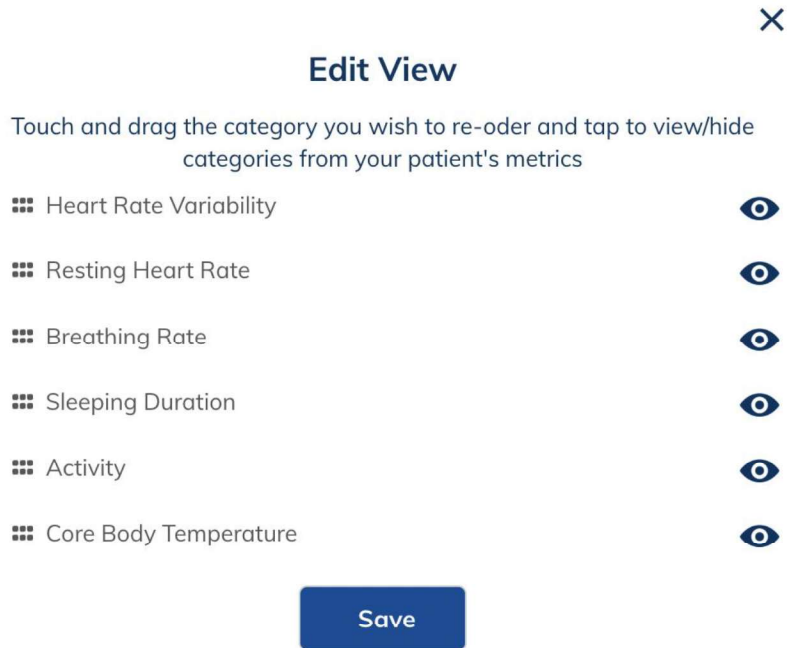 Edit View
Touch and drag the category you wish to re-oder and tap to view/hide
categories from your patient's metrics
Heart Rate Variability
Resting Heart Rate
Breathing Rate
Sleeping Duration
Activity
Core Body Temperature
Save